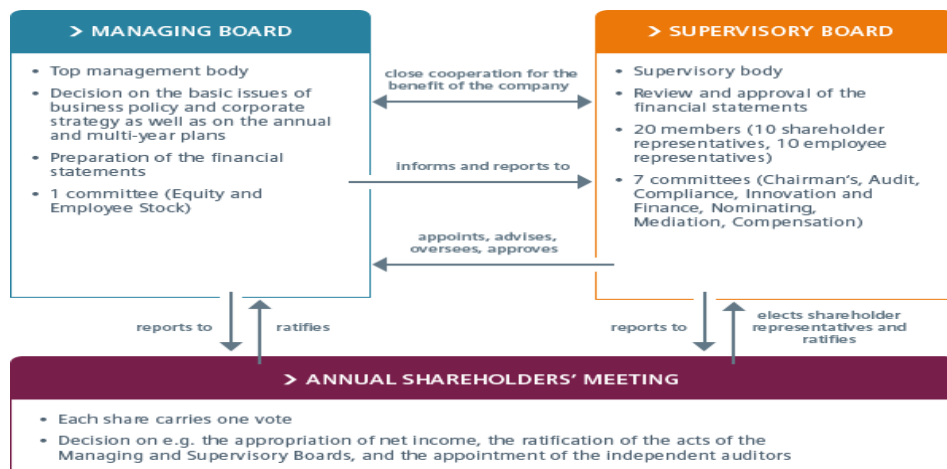 > MANAGING BOARD
• Top management body
• Decision on the basic issues of
business policy and corporate
strategy as well as on the annual
and multi-year plans
• Preparation of the financial
statements
• 1 committee (Equity and
Employee Stock)
close cooperation for the
benefit of the company
informs and reports to
appoints, advises,
oversees, approves
> SUPERVISORY BOARD
• Supervisory body
• Review and approval of the
financial statements
• 20 members (10 shareholder
representatives, 10 employee
representatives)
• 7 committees (Chairman's, Audit,
Compliance, Innovation and
Finance, Nominating,
Mediation, Compensation)
reports to
ratifies
reports to
elects shareholder
representatives and
ratifies
> ANNUAL SHAREHOLDERS' MEETING
• Each share carries one vote
• Decision on e.g. the appropriation of net income, the ratification of the acts of the
Managing and Supervisory Boards, and the appointment of the independent auditors